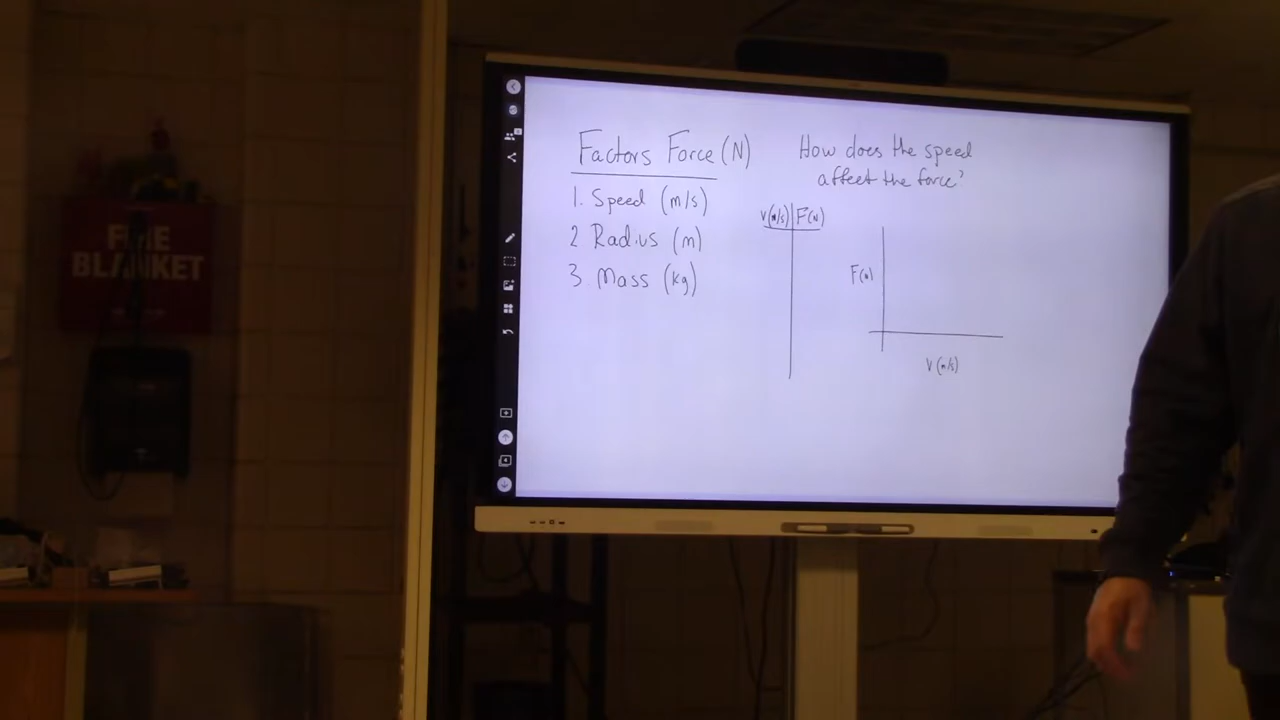 FIRE
BLANKET
Factors Force (N)
1. Speed (m/s)
2 Radius (m)
3. Mass (kg)
How does the speed
affect the force?
V(m/s) F(N)
F(N)
V(m/s)